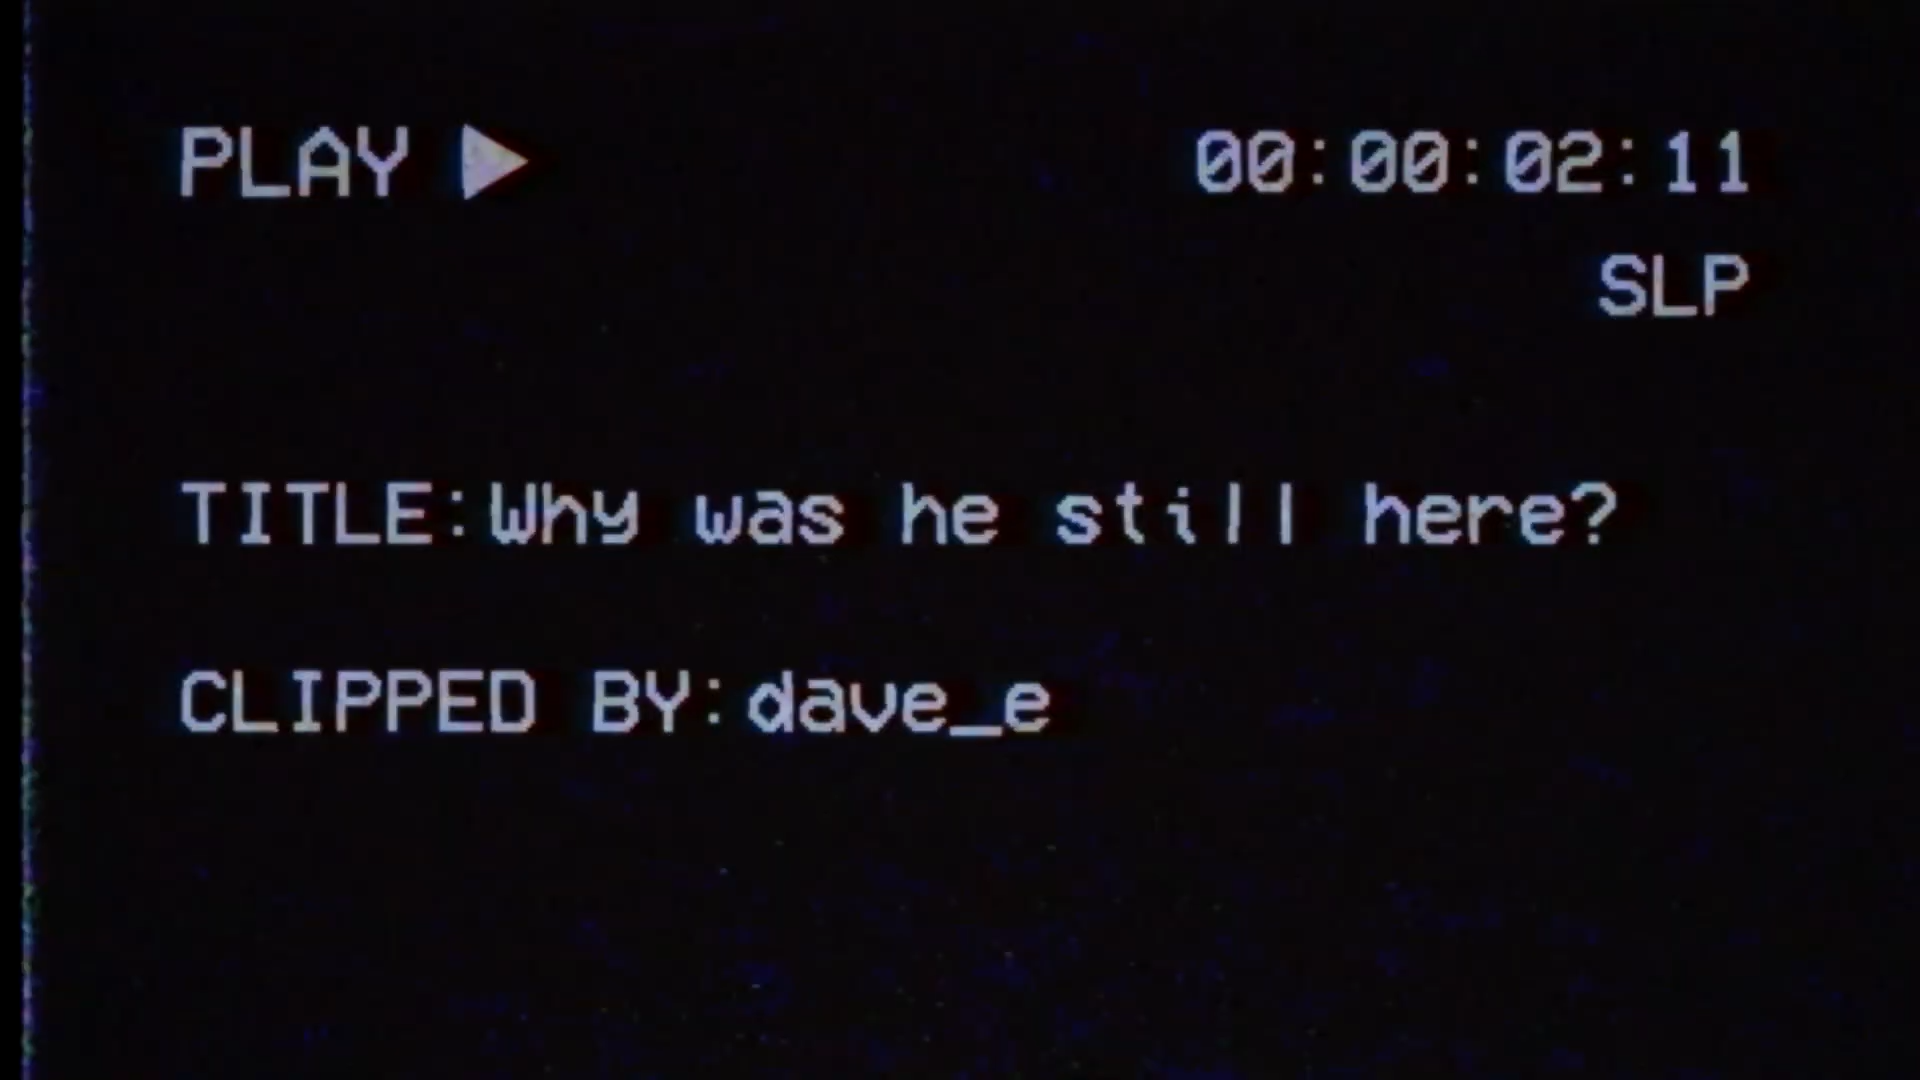 PLAY ▶ 00:00:02:11
SLP
TITLE:Why was he still here?
CLIPPED BY:dave_e